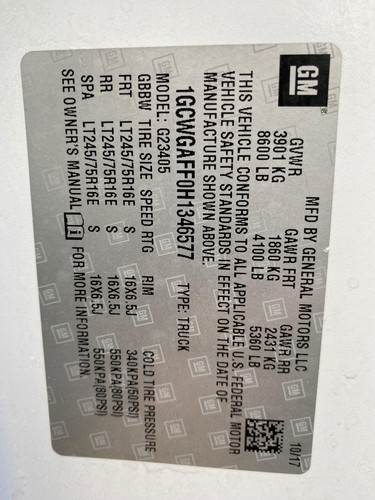 GM
MFD BY GENERAL MOTORS LLC 10/17
GVWR GAWR FRT GAWR RR
3901 KG 1860 KG 2431 KG
8600 LB 4100 LB 5360 LB
THIS VEHICLE CONFORMS TO ALL APPLICABLE U.S. FEDERAL MOTOR
VEHICLE SAFETY STANDARDS IN EFFECT ON THE DATE OF
MANUFACTURE SHOWN ABOVE.
1GCWGAFF0H1346577 TYPE: TRUCK
MODEL: G23405
GBBW TIRE SIZE SPEED RTG RIM COLD TIRE PRESSURE
FRT LT245/75R16E S 16X6.5J 340KPA(50PSI)
RR LT245/75R16E S 16X6.5J 550KPA(80PSI)
SPA LT245/75R16E S 16X6.5J 550KPA(80PSI)
SEE OWNER'S MANUAL i FOR MORE INFORMATION.